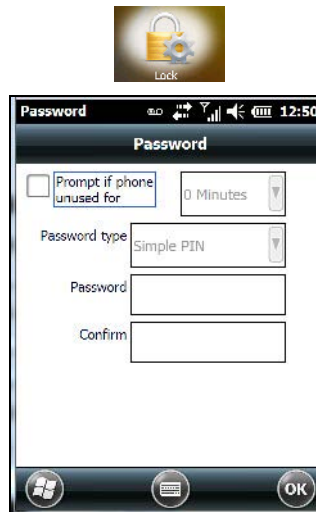 Lock
Password 12:50
Password
Prompt if phone
unused for
0 Minutes
Password type
Simple PIN
Password
Confirm
OK